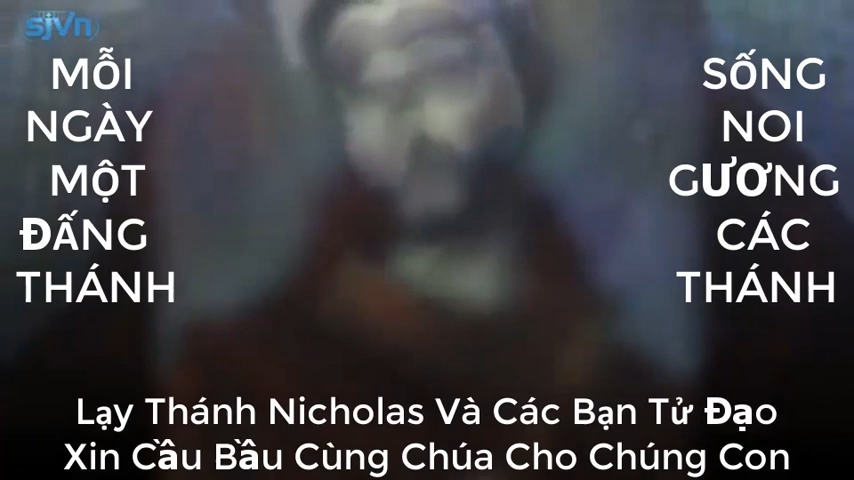 sjvn
MỖI
NGÀY
MỘT
ĐẤNG
THÁNH
SỐNG
NOI
GƯƠNG
CÁC
THÁNH
Lạy Thánh Nicholas Và Các Bạn Tử Đạo
Xin Cầu Bầu Cùng Chúa Cho Chúng Con